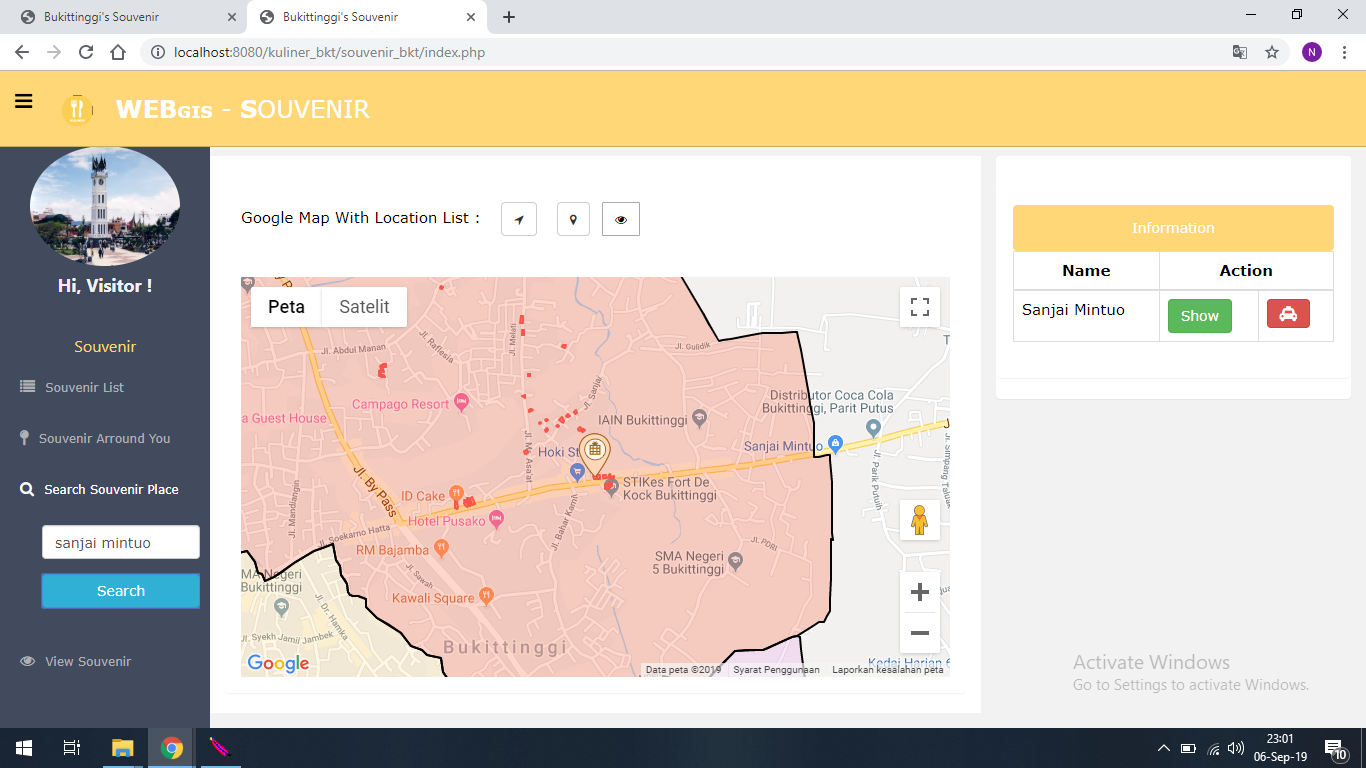 Bukittinggi's Souvenir
Bukittinggi's Souvenir
localhost:8080/kuliner_bkt/souvenir_bkt/index.php
N
WEBGIS - SOUVENIR
Hi, Visitor !
Souvenir
Souvenir List
Souvenir Arround You
Search Souvenir Place
sanjai mintuo
Search
View Souvenir
Google Map With Location List :
Peta
Satelit
Jl. Abdul Manan
Jl. Raflesia
Jl. Melati
Jl. Gulidik
Jl. Sanjai
Campago Resort
a Guest House
IAIN Bukittinggi
Distributor Coca Cola
Bukittinggi, Parit Putus
Sanjai Mintuo
Hoki St
Jl. By Pass
ID Cake
STIKes Fort De
Kock Bukittinggi
Jl. Mandiangin
Hotel Pusako
Jl. Soekarno Hatta
Jl. Bahar Kama
Jl. Parik Putuih
Jl. Simpang Taluak
RM Bajamba
Jl. PDRI
SMA Negeri
5 Bukittinggi
MA Negeri
Bukittinggi
Jl. Sawah
Kawali Square
Jl. Dr. Hamka
Jl. Syekh Jamil Jambek
Bukittinggi
Google
Data peta ©2019
Syarat Penggunaan
Laporkan kesalahan peta
Information
Name
Action
Sanjai Mintuo
Show
Activate Windows
Go to Settings to activate Windows.
23:01
06-Sep-19
10